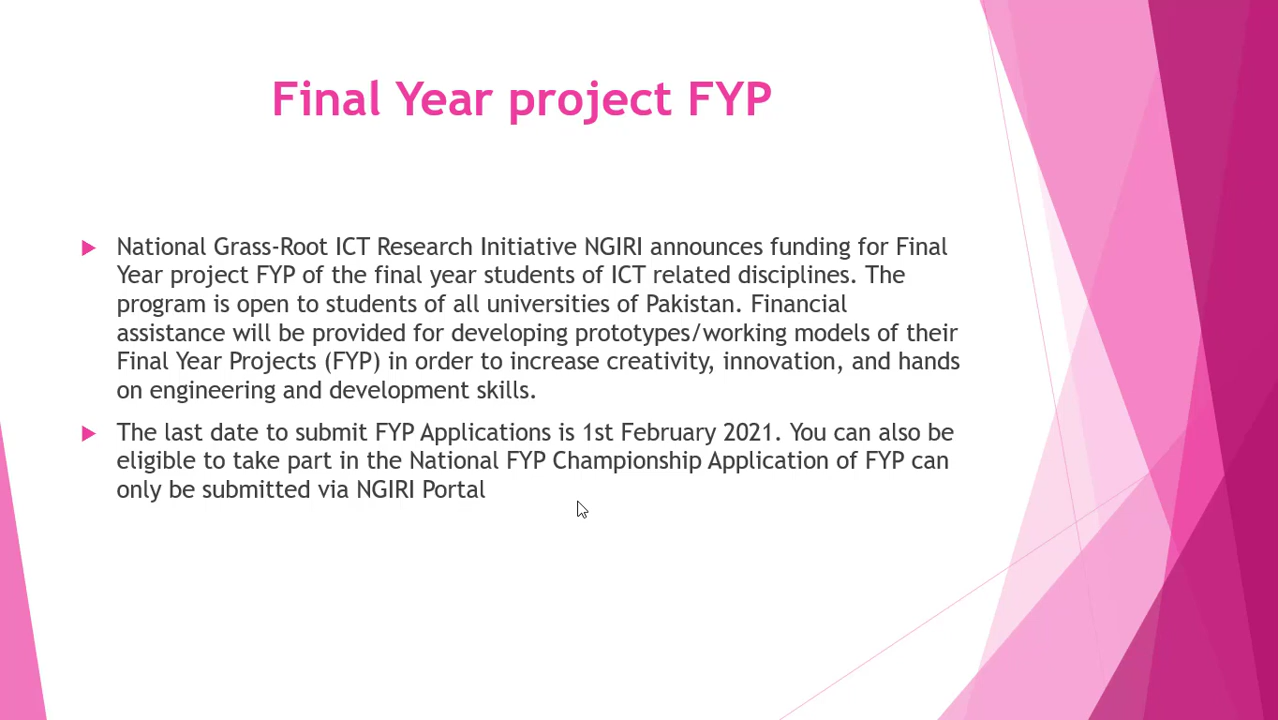 Final Year project FYP
National Grass-Root ICT Research Initiative NGIRI announces funding for Final
Year project FYP of the final year students of ICT related disciplines. The
program is open to students of all universities of Pakistan. Financial
assistance will be provided for developing prototypes/working models of their
Final Year Projects (FYP) in order to increase creativity, innovation, and hands
on engineering and development skills.
The last date to submit FYP Applications is 1st February 2021. You can also be
eligible to take part in the National FYP Championship Application of FYP can
only be submitted via NGIRI Portal